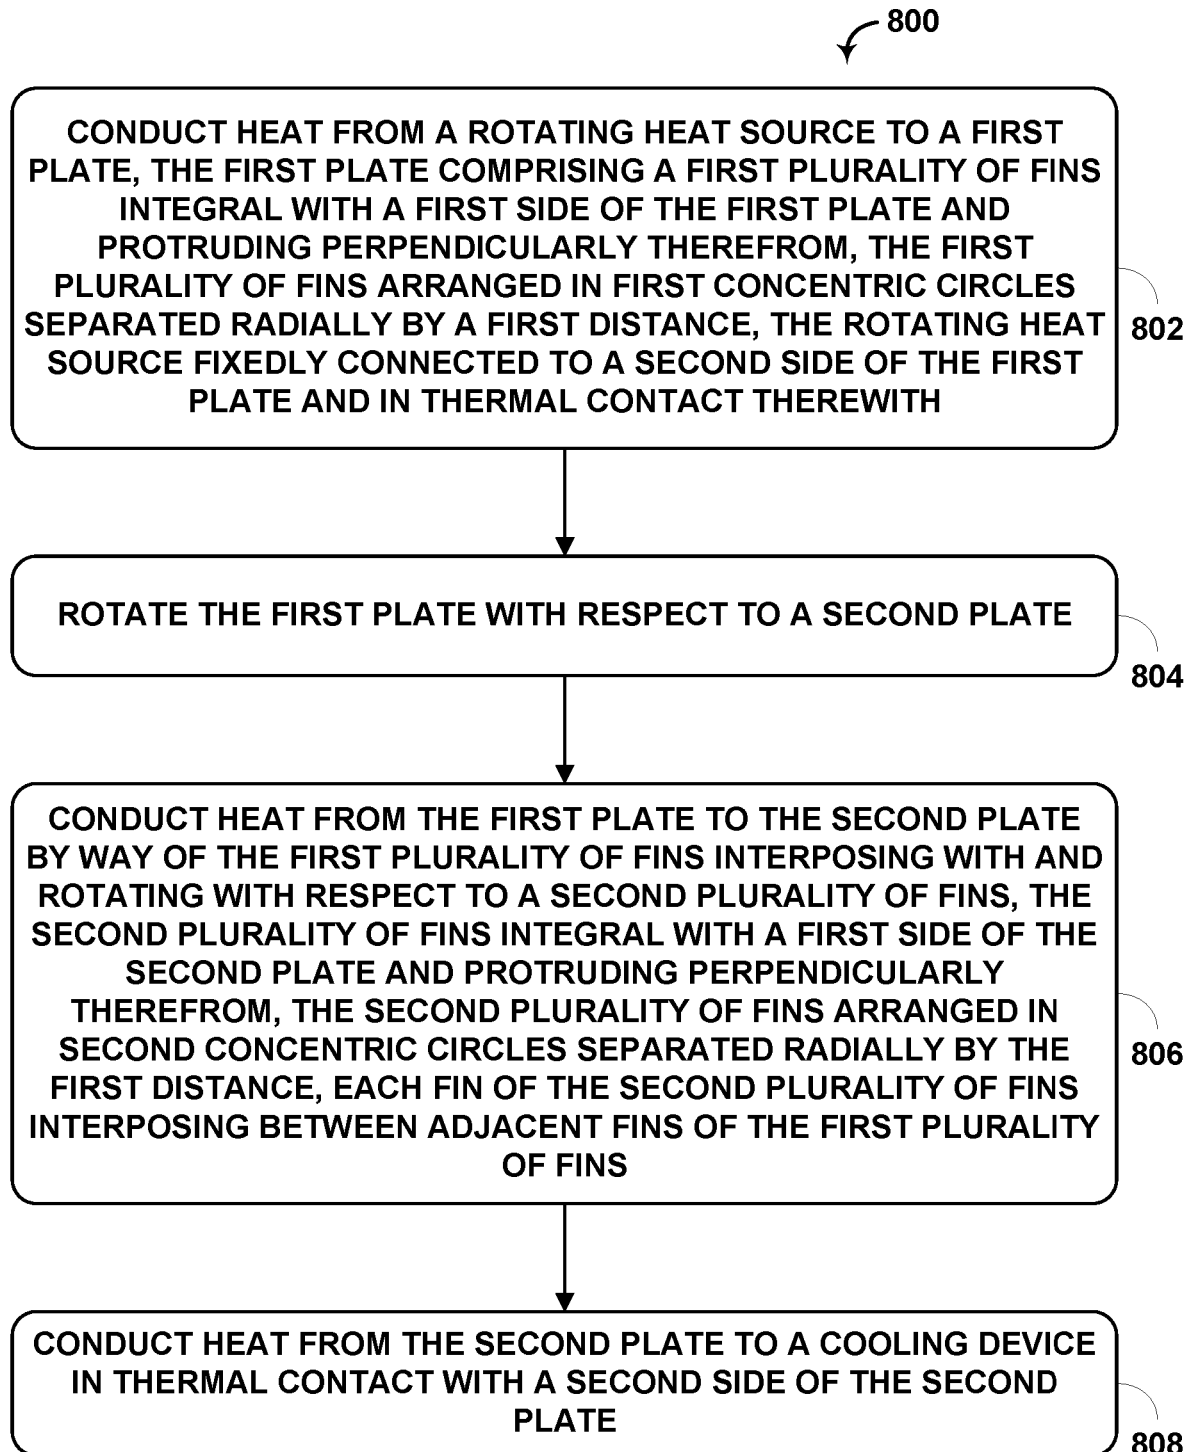 800
CONDUCT HEAT FROM A ROTATING HEAT SOURCE TO A FIRST
PLATE, THE FIRST PLATE COMPRISING A FIRST PLURALITY OF FINS
INTEGRAL WITH A FIRST SIDE OF THE FIRST PLATE AND
PROTRUDING PERPENDICULARLY THEREFROM, THE FIRST
PLURALITY OF FINS ARRANGED IN FIRST CONCENTRIC CIRCLES
SEPARATED RADIALLY BY A FIRST DISTANCE, THE ROTATING HEAT
SOURCE FIXEDLY CONNECTED TO A SECOND SIDE OF THE FIRST
PLATE AND IN THERMAL CONTACT THEREWITH
802
ROTATE THE FIRST PLATE WITH RESPECT TO A SECOND PLATE
804
CONDUCT HEAT FROM THE FIRST PLATE TO THE SECOND PLATE
BY WAY OF THE FIRST PLURALITY OF FINS INTERPOSING WITH AND
ROTATING WITH RESPECT TO A SECOND PLURALITY OF FINS, THE
SECOND PLURALITY OF FINS INTEGRAL WITH A FIRST SIDE OF THE
SECOND PLATE AND PROTRUDING PERPENDICULARLY
THEREFROM, THE SECOND PLURALITY OF FINS ARRANGED IN
SECOND CONCENTRIC CIRCLES SEPARATED RADIALLY BY THE
FIRST DISTANCE, EACH FIN OF THE SECOND PLURALITY OF FINS
INTERPOSING BETWEEN ADJACENT FINS OF THE FIRST PLURALITY
OF FINS
806
CONDUCT HEAT FROM THE SECOND PLATE TO A COOLING DEVICE
IN THERMAL CONTACT WITH A SECOND SIDE OF THE SECOND
PLATE
808